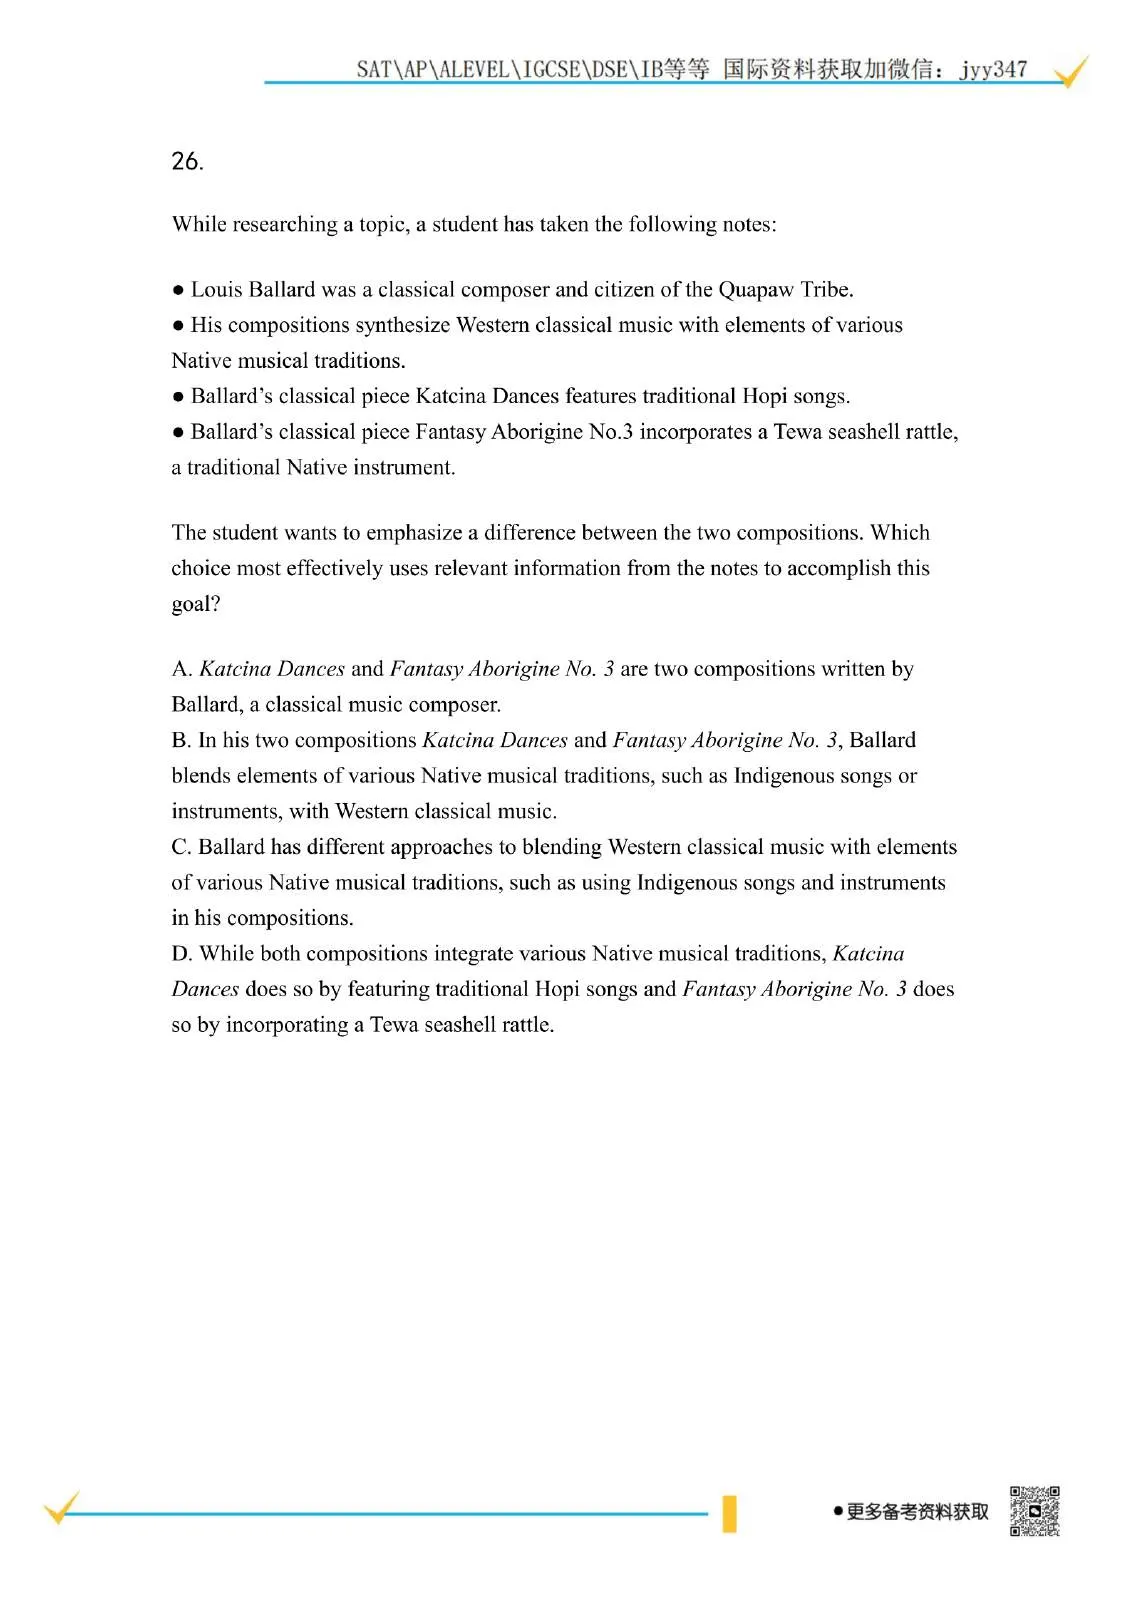 SAT\AP\ALEVEL\IGCSE\DSE\IB等等 国际资料获取加微信：jyy347
26.
While researching a topic, a student has taken the following notes:
● Louis Ballard was a classical composer and citizen of the Quapaw Tribe.
● His compositions synthesize Western classical music with elements of various
Native musical traditions.
● Ballard’s classical piece Katcina Dances features traditional Hopi songs.
● Ballard’s classical piece Fantasy Aborigine No.3 incorporates a Tewa seashell rattle,
a traditional Native instrument.
The student wants to emphasize a difference between the two compositions. Which
choice most effectively uses relevant information from the notes to accomplish this
goal?
A. Katcina Dances and Fantasy Aborigine No. 3 are two compositions written by
Ballard, a classical music composer.
B. In his two compositions Katcina Dances and Fantasy Aborigine No. 3, Ballard
blends elements of various Native musical traditions, such as Indigenous songs or
instruments, with Western classical music.
C. Ballard has different approaches to blending Western classical music with elements
of various Native musical traditions, such as using Indigenous songs and instruments
in his compositions.
D. While both compositions integrate various Native musical traditions, Katcina
Dances does so by featuring traditional Hopi songs and Fantasy Aborigine No. 3 does
so by incorporating a Tewa seashell rattle.
●更多备考资料获取